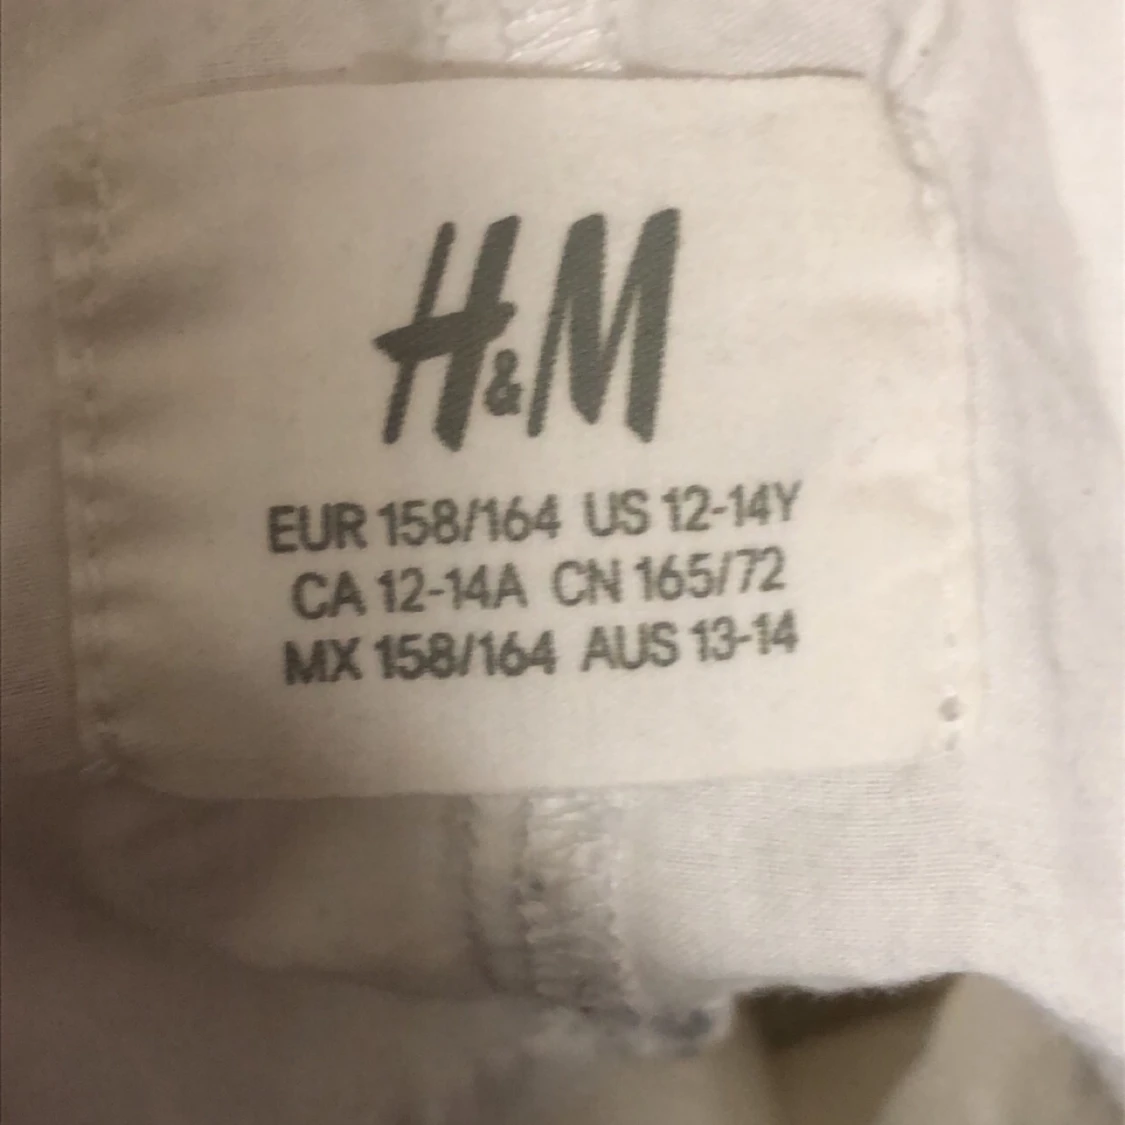 H&M
EUR 158/164 US 12-14Y
CA 12-14A CN 165/72
MX 158/164 AUS 13-14